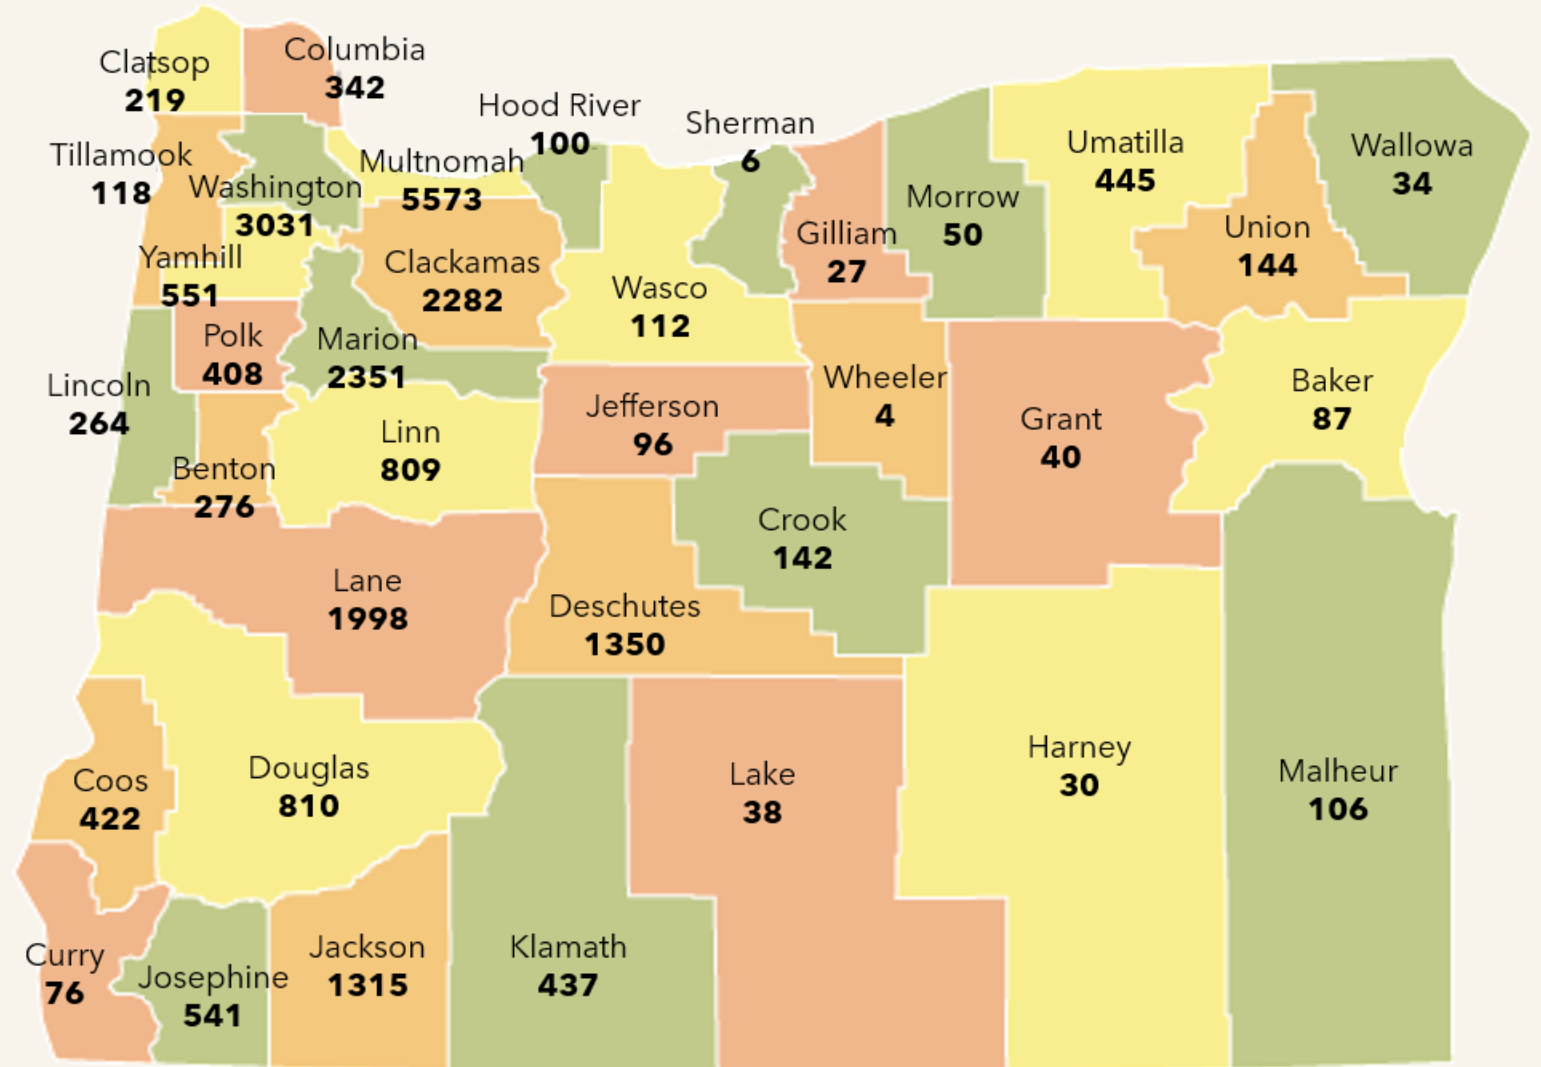 Clatsop
219
Columbia
342
Hood River
100
Sherman
6
Tillamook
118
Washington
3031
Multnomah
5573
Gilliam
27
Morrow
50
Umatilla
445
Union
144
Wallowa
34
Yamhill
551
Clackamas
2282
Wasco
112
Polk
408
Marion
2351
Lincoln
264
Jefferson
96
Wheeler
4
Grant
40
Baker
87
Benton
276
Linn
809
Crook
142
Lane
1998
Deschutes
1350
Coos
422
Douglas
810
Lake
38
Harney
30
Malheur
106
Curry
76
Josephine
541
Jackson
1315
Klamath
437